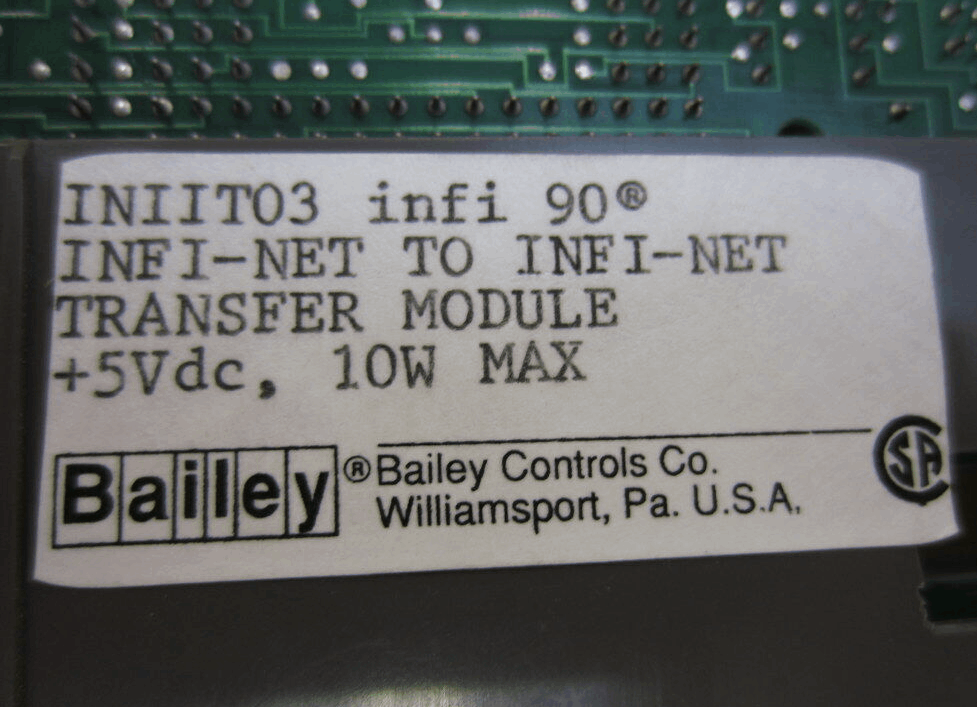 INIIT03 infi 90®
INFI-NET TO INFI-NET
TRANSFER MODULE
+5Vdc, 10W MAX
Bailey® Bailey Controls Co.
Williamsport, Pa. U.S.A.
SA